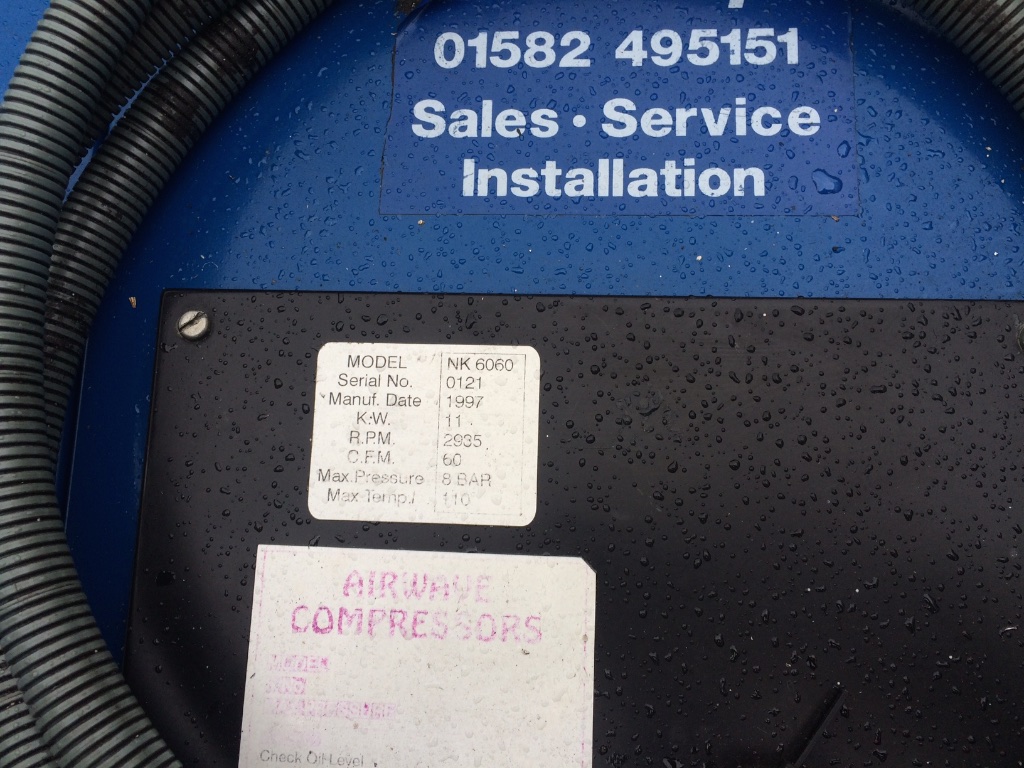 01582 495151
Sales · Service
Installation
MODEL NK 6060
Serial No. 0121
Manuf. Date 1997
K.W. 11
R.P.M. 2935
C.F.M. 60
Max.Pressure 8 BAR
Max Temp./ 110
AIRWAVE
COMPRESSORS
Check Oil Level